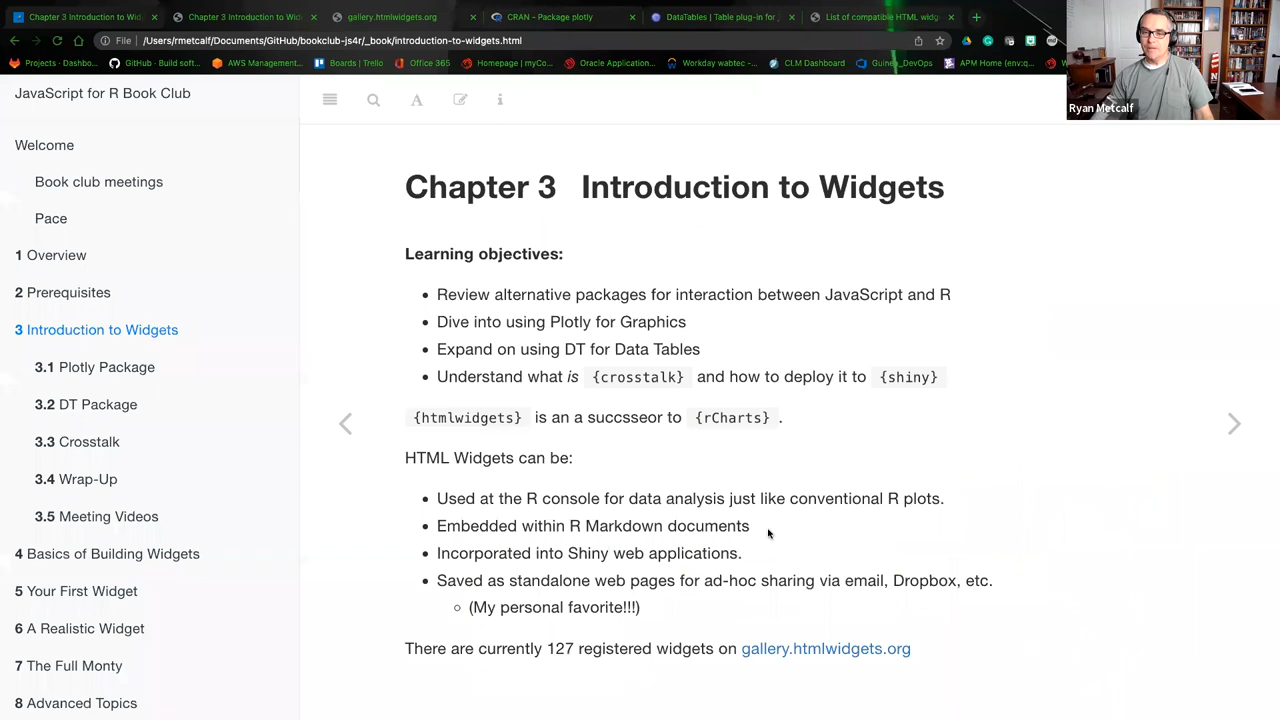 Chapter 3 Introduction to Wid
Chapter 3 Introduction to Wid
gallery.htmlwidgets.org
CRAN - Package plotly
DataTables | Table plug-in for
List of compatible HTML widg
File | /Users/rmetcalf/Documents/GitHub/bookclub-js4r/_book/introduction-to-widgets.html
Projects · Dashbo...
GitHub · Build soft...
AWS Management...
Boards | Trello
Office 365
Homepage | myCo...
Oracle Application...
Workday wabtec -...
CLM Dashboard
Guinea_DevOps
APM Home (env:q...
Ryan Metcalf
JavaScript for R Book Club
Welcome
Book club meetings
Pace
1 Overview
2 Prerequisites
3 Introduction to Widgets
3.1 Plotly Package
3.2 DT Package
3.3 Crosstalk
3.4 Wrap-Up
3.5 Meeting Videos
4 Basics of Building Widgets
5 Your First Widget
6 A Realistic Widget
7 The Full Monty
8 Advanced Topics
Chapter 3 Introduction to Widgets
Learning objectives:
• Review alternative packages for interaction between JavaScript and R
• Dive into using Plotly for Graphics
• Expand on using DT for Data Tables
• Understand what is {crosstalk} and how to deploy it to {shiny}
{htmlwidgets} is an a succsseor to {rCharts}.
HTML Widgets can be:
• Used at the R console for data analysis just like conventional R plots.
• Embedded within R Markdown documents
• Incorporated into Shiny web applications.
• Saved as standalone web pages for ad-hoc sharing via email, Dropbox, etc.
◦ (My personal favorite!!!)
There are currently 127 registered widgets on gallery.htmlwidgets.org